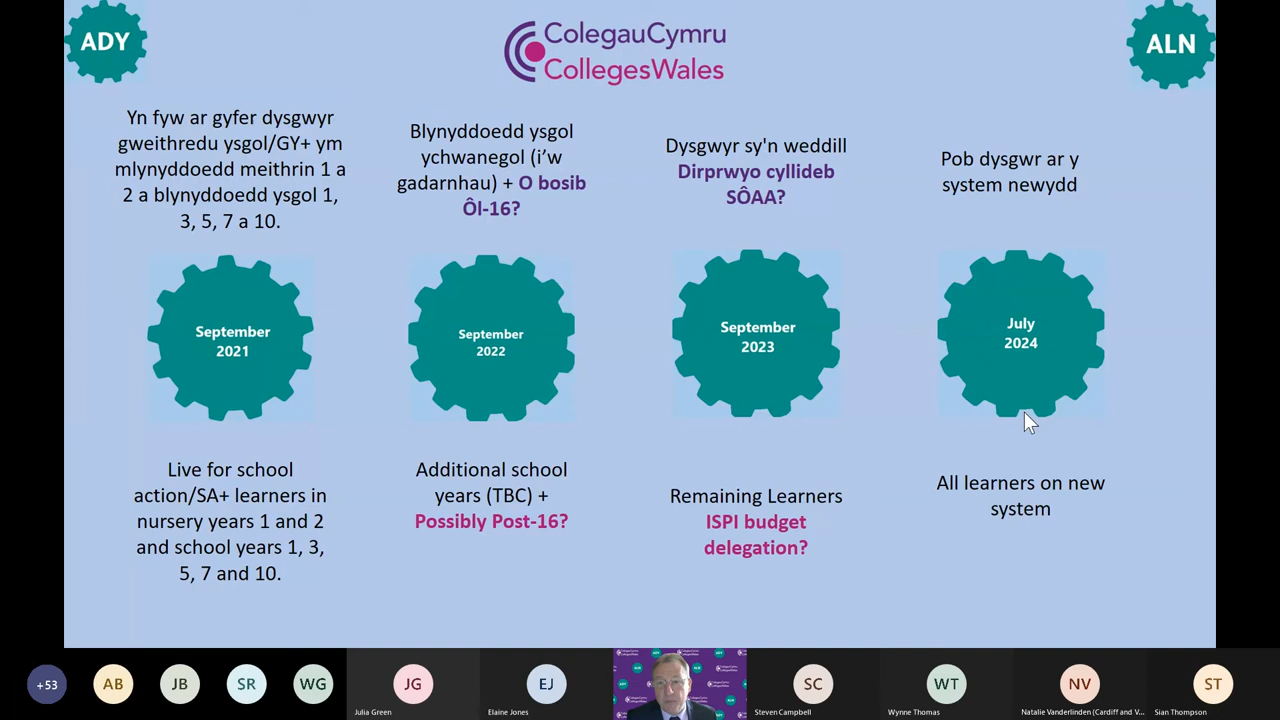 ADY
ColegauCymru
CollegesWales
ALN
Yn fyw ar gyfer dysgwyr
gweithredu ysgol/GY+ ym
mlynyddoedd meithrin 1 a
2 a blynyddoedd ysgol 1,
3, 5, 7 a 10.
Blynyddoedd ysgol
ychwanegol (i’w
gadarnhau) + O bosib
Ôl-16?
Dysgwyr sy'n weddill
Dirprwyo cyllideb
SÔAA?
Pob dysgwr ar y
system newydd
September
2021
September
2022
September
2023
July
2024
Live for school
action/SA+ learners in
nursery years 1 and 2
and school years 1, 3,
5, 7 and 10.
Additional school
years (TBC) +
Possibly Post-16?
Remaining Learners
ISPI budget
delegation?
All learners on new
system
+53
AB
JB
SR
WG
JG
Julia Green
EJ
Elaine Jones
SC
Steven Campbell
WT
Wynne Thomas
NV
Natalie Vanderlinden (Cardiff and V...
ST
Sian Thompson